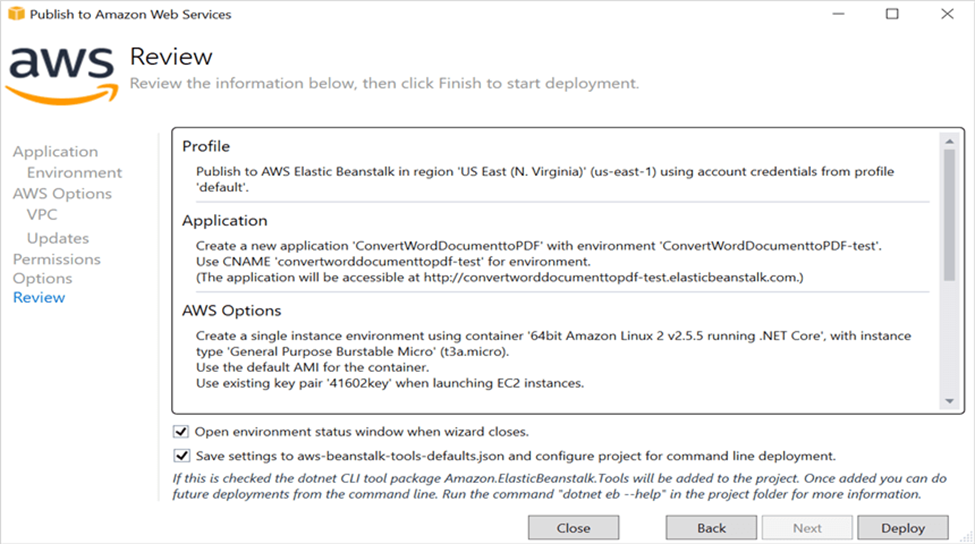 Publish to Amazon Web Services
aws
Review
Review the information below, then click Finish to start deployment.
Application
Environment
AWS Options
VPC
Updates
Permissions
Options
Review
Profile
Publish to AWS Elastic Beanstalk in region 'US East (N. Virginia)' (us-east-1) using account credentials from profile
'default'.
Application
Create a new application 'ConvertWordDocumenttoPDF' with environment 'ConvertWordDocumenttoPDF-test'.
Use CNAME 'convertworddocumenttopdf-test' for environment.
(The application will be accessible at http://convertworddocumenttopdf-test.elasticbeanstalk.com.)
AWS Options
Create a single instance environment using container '64bit Amazon Linux 2 v2.5.5 running .NET Core', with instance
type 'General Purpose Burstable Micro' (t3a.micro).
Use the default AMI for the container.
Use existing key pair '41602key' when launching EC2 instances.
Open environment status window when wizard closes.
Save settings to aws-beanstalk-tools-defaults.json and configure project for command line deployment.
If this is checked the dotnet CLI tool package Amazon.ElasticBeanstalk.Tools will be added to the project. Once added you can do
future deployments from the command line. Run the command "dotnet eb --help" in the project folder for more information.
Close
Back
Next
Deploy